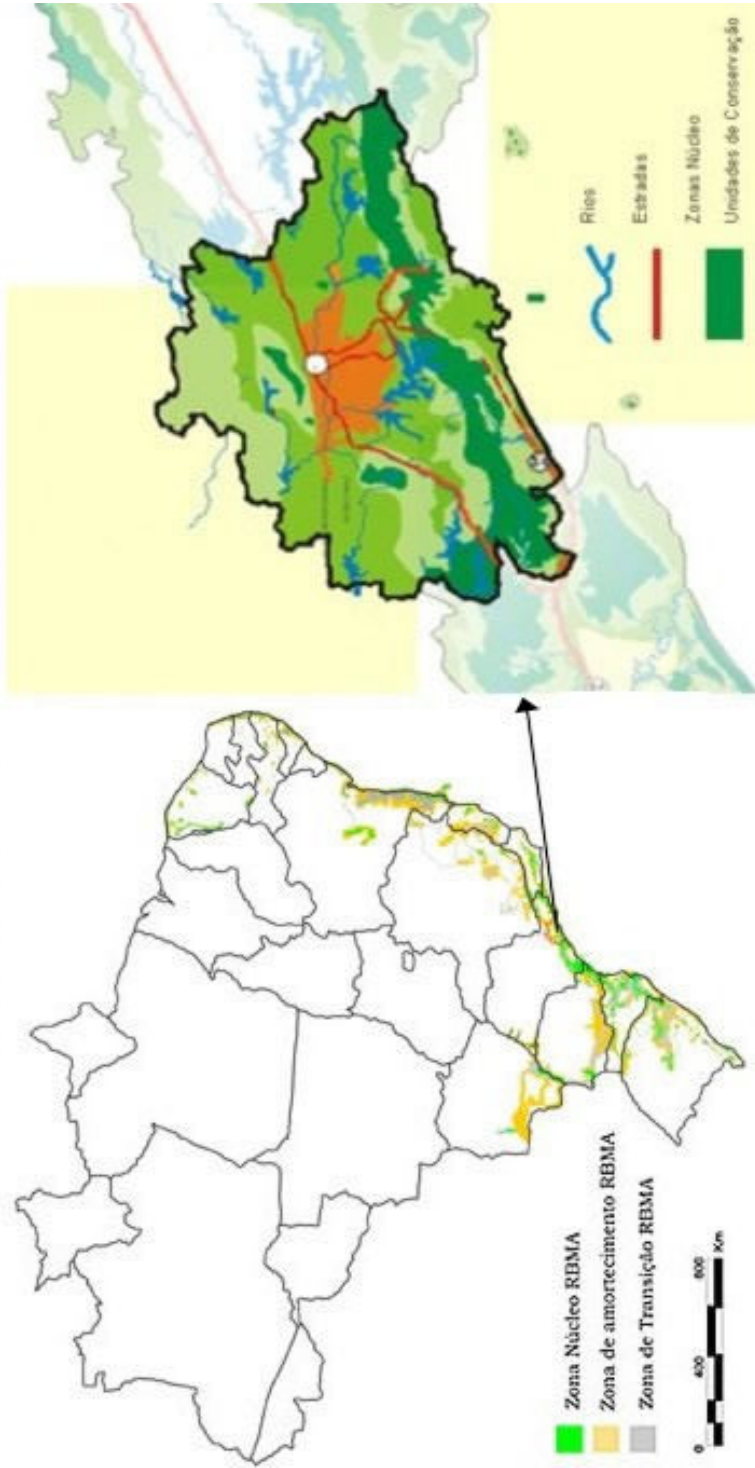 Zona Núcleo RBMA
Zona de amortecimento RBMA
Zona de Transição RBMA
0 400 800
Km
Rios
Estradas
Zonas Núcleo
Unidades de Conservação